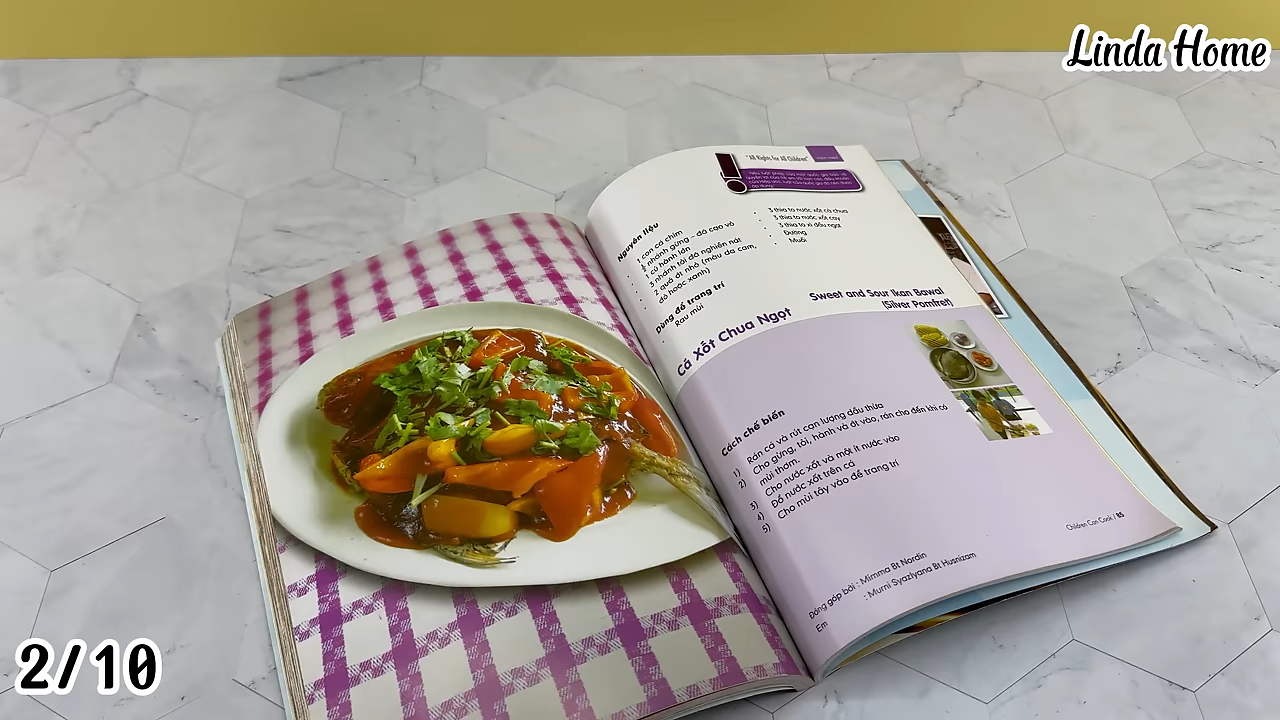 Linda Home
"All Rights for All Children"
Nguyên liệu
1 con cá chim
½ nhánh gừng – đã cạo vỏ
1 củ hành lớn
3 nhánh tỏi đã nghiền nát
2 quả ớt nhỏ (màu da cam,
đỏ hoặc xanh)
Dùng để trang trí
Rau mùi
3 thìa to nước xốt cà chua
3 thìa to nước xốt cay
3 thìa to xì dầu ngọt
Đường
Muối
Cá Xốt Chua Ngọt
Sweet and Sour Ikan Bawal
(Silver Pomfret)
Cách chế biến
1) Rán cá và rút cạn lượng dầu thừa
2) Cho gừng, tỏi, hành và ớt vào, rán cho đến khi có
mùi thơm.
3) Cho nước xốt và một ít nước vào
4) Đổ nước xốt trên cá
5) Cho mùi tây vào để trang trí
Children Can Cook / 85
Đóng góp bởi : Mimma Bt Nordin
: Murni Syazlyana Bt Husnizam
Em
2/10